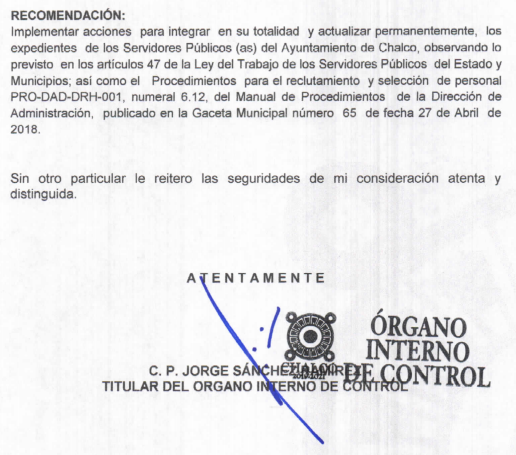 RECOMENDACIÓN:
Implementar acciones para integrar en su totalidad y actualizar permanentemente, los
expedientes de los Servidores Públicos (as) del Ayuntamiento de Chalco, observando lo
previsto en los artículos 47 de la Ley del Trabajo de los Servidores Públicos del Estado y
Municipios; así como el Procedimientos para el reclutamiento y selección de personal
PRO-DAD-DRH-001, numeral 6.12, del Manual de Procedimientos de la Dirección de
Administración, publicado en la Gaceta Municipal número 65 de fecha 27 de Abril de
2018.
Sin otro particular le reitero las seguridades de mi consideración atenta y
distinguida.
ATENTAMENTE
ÓRGANO
INTERNO
DE CONTROL
CHALCO
C. P. JORGE SÁNCHEZ RAMÍREZ
TITULAR DEL ORGANO INTERNO DE CONTROL